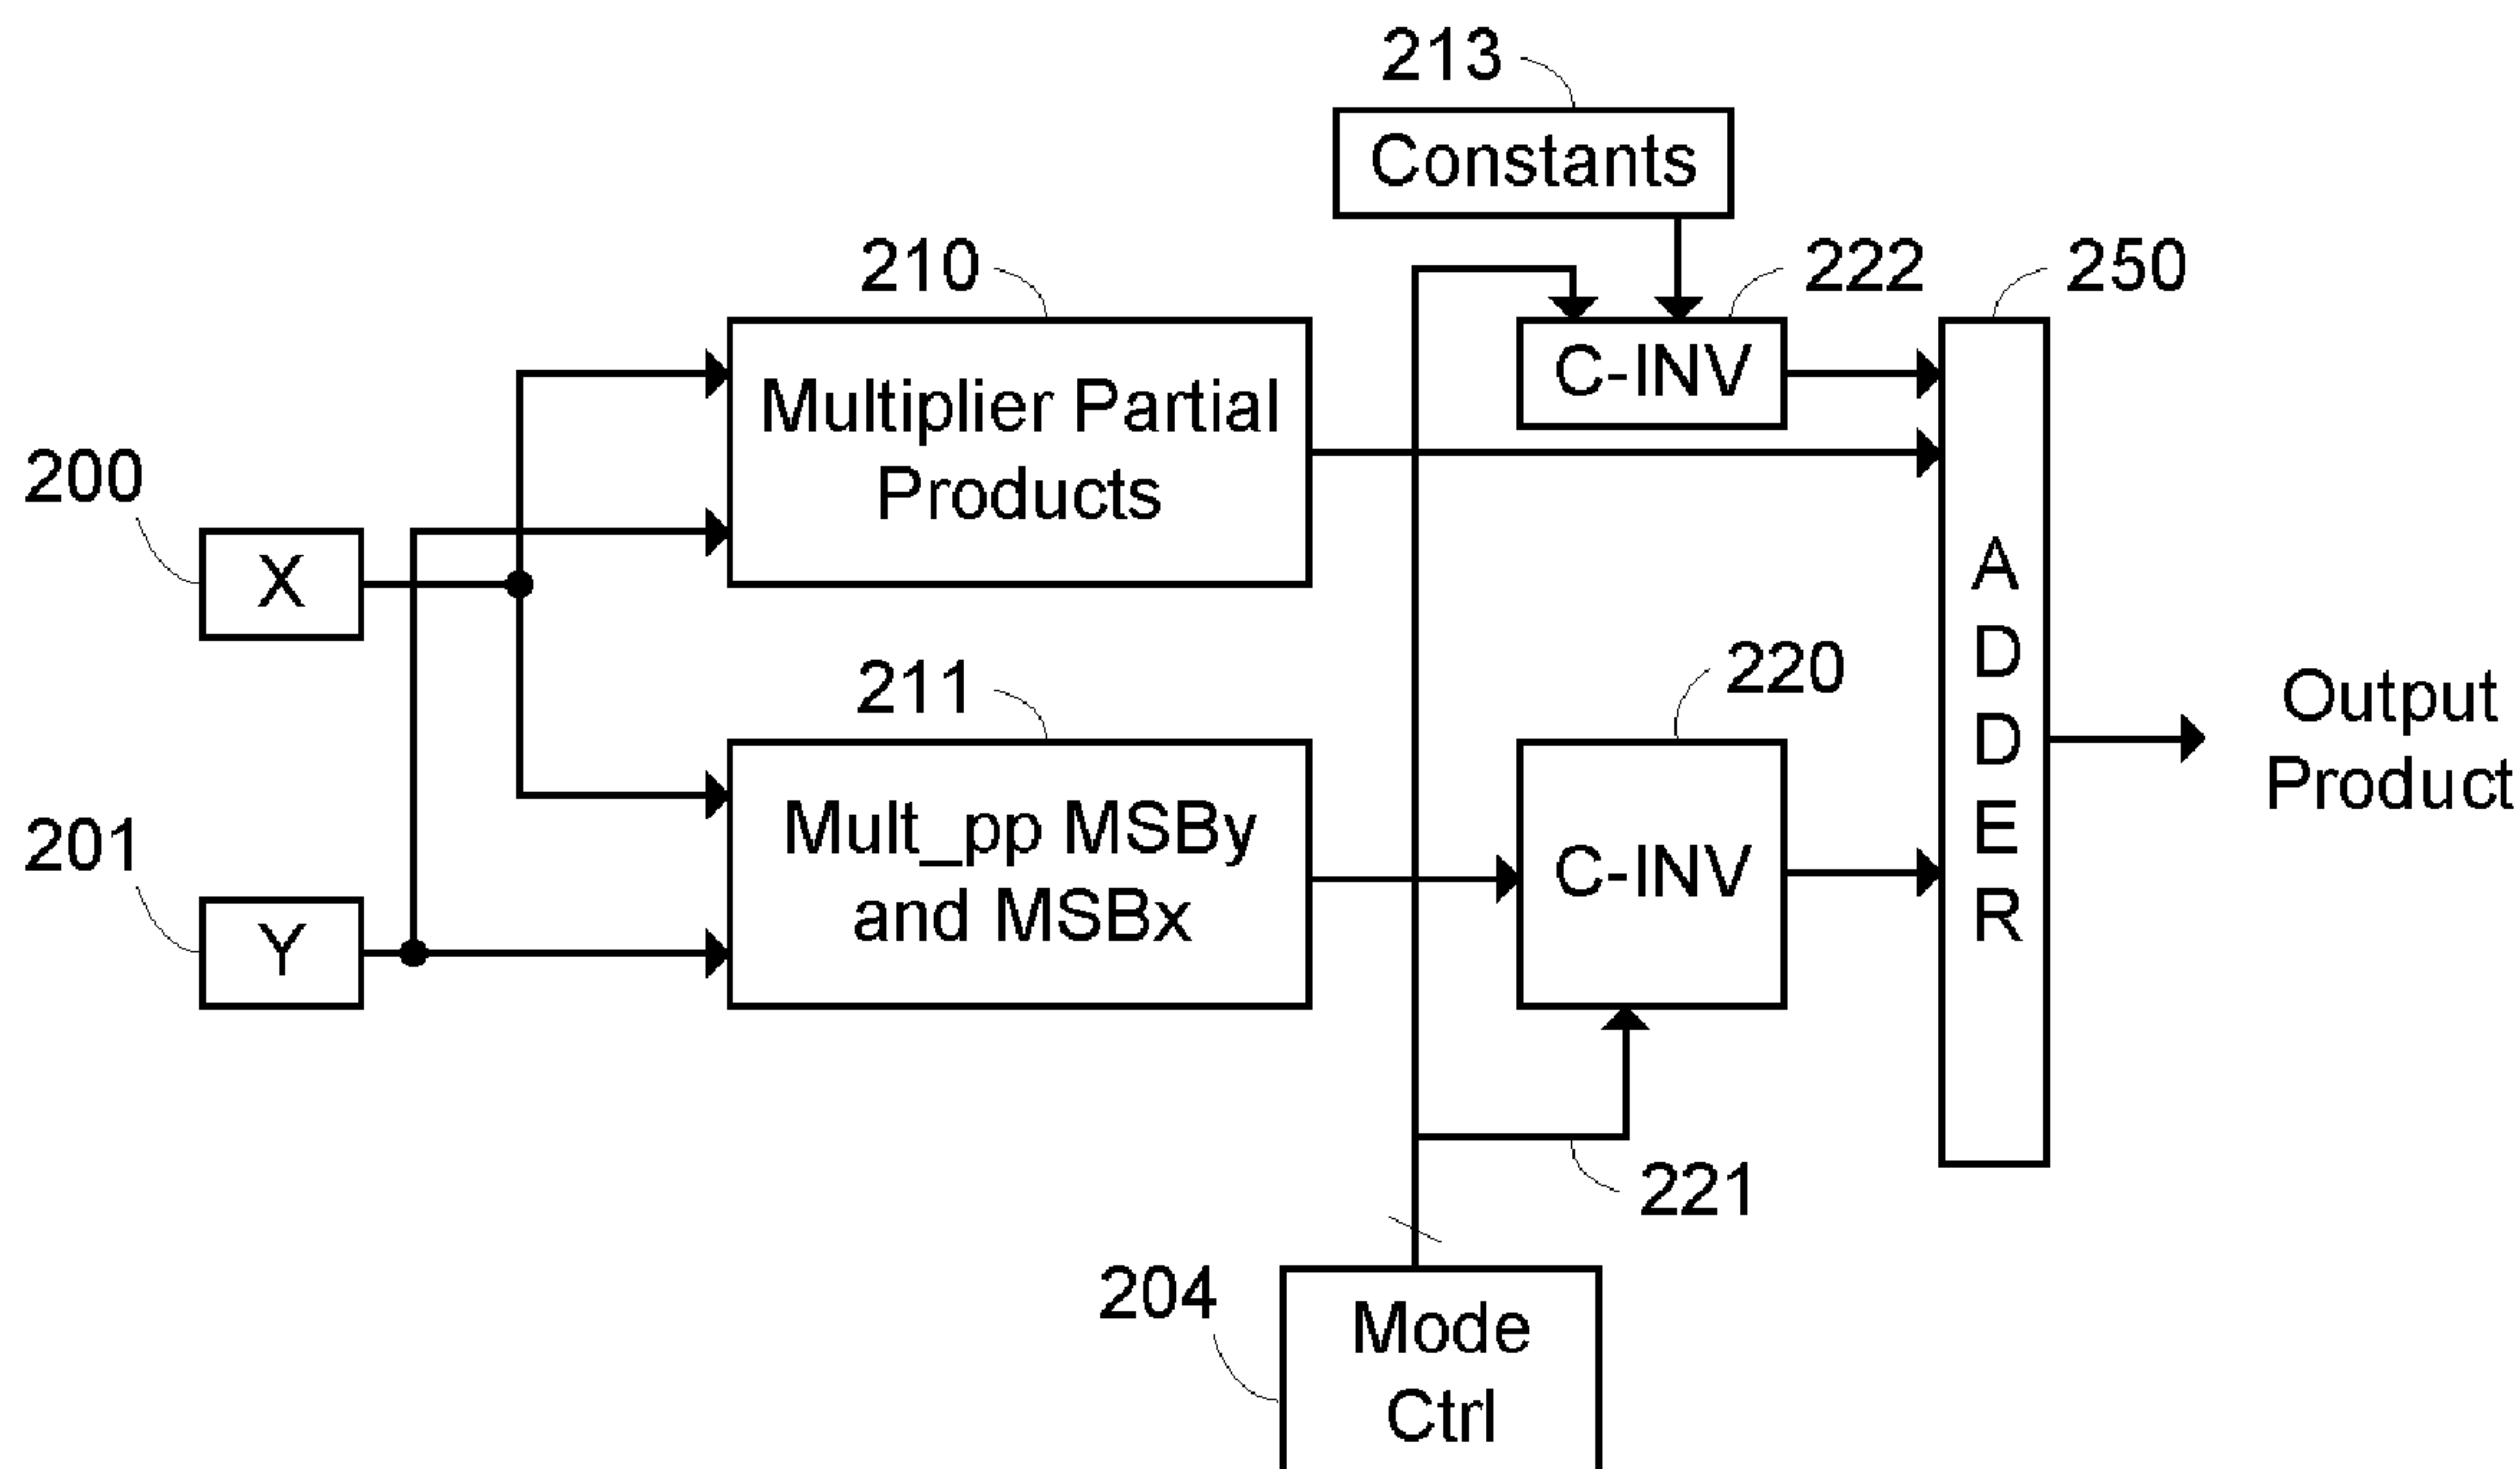 213
Constants
210
222
250
Multiplier Partial
Products
C-INV
200
X
211
220
Mult_pp MSBy
and MSBx
C-INV
A
D
D
E
R
Output
Product
201
Y
221
204
Mode
Ctrl